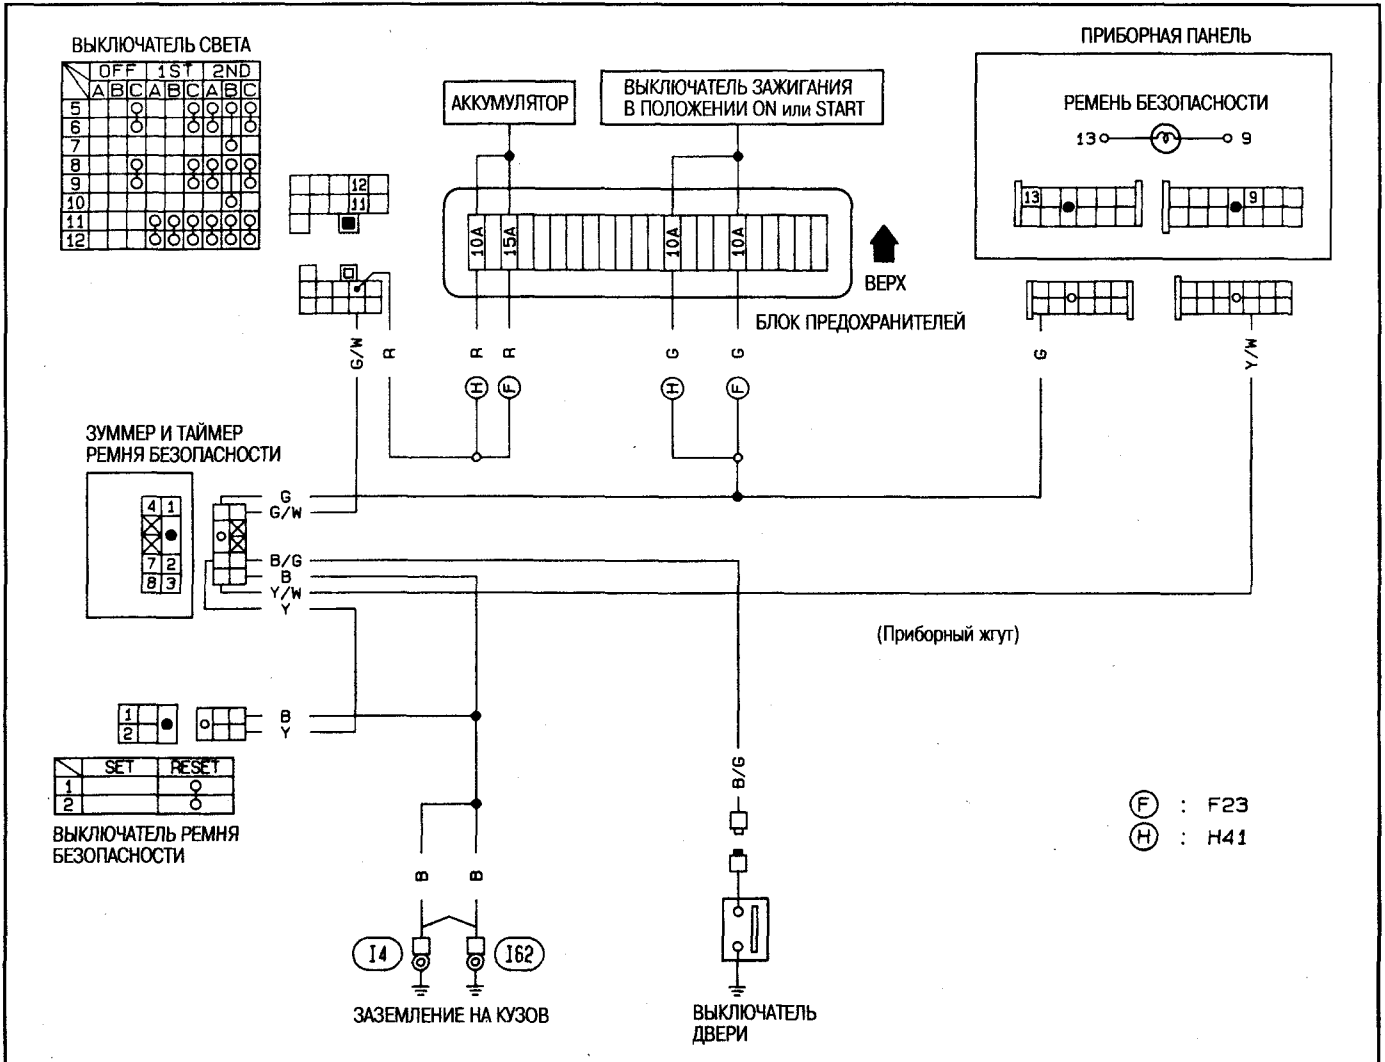 ВЫКЛЮЧАТЕЛЬ СВЕТА
OFF 1ST 2ND
A B C A B C A B C
5
6
7
8
9
10
11
12
АККУМУЛЯТОР
ВЫКЛЮЧАТЕЛЬ ЗАЖИГАНИЯ
В ПОЛОЖЕНИИ ON или START
ПРИБОРНАЯ ПАНЕЛЬ
РЕМЕНЬ БЕЗОПАСНОСТИ
13 9
13 9
12
11
10A 15A 10A 10A
ВЕРХ
БЛОК ПРЕДОХРАНИТЕЛЕЙ
G/W R R R G G G Y/W
H F H F
ЗУММЕР И ТАЙМЕР
РЕМНЯ БЕЗОПАСНОСТИ
4 1
7 2
8 3
G
G/W
B/G
B
Y/W
Y
(Приборный жгут)
1
2
B
Y
SET RESET
1
2
ВЫКЛЮЧАТЕЛЬ РЕМНЯ
БЕЗОПАСНОСТИ
B/G
F : F23
H : H41
B B
I4 I62
ЗАЗЕМЛЕНИЕ НА КУЗОВ
ВЫКЛЮЧАТЕЛЬ
ДВЕРИ